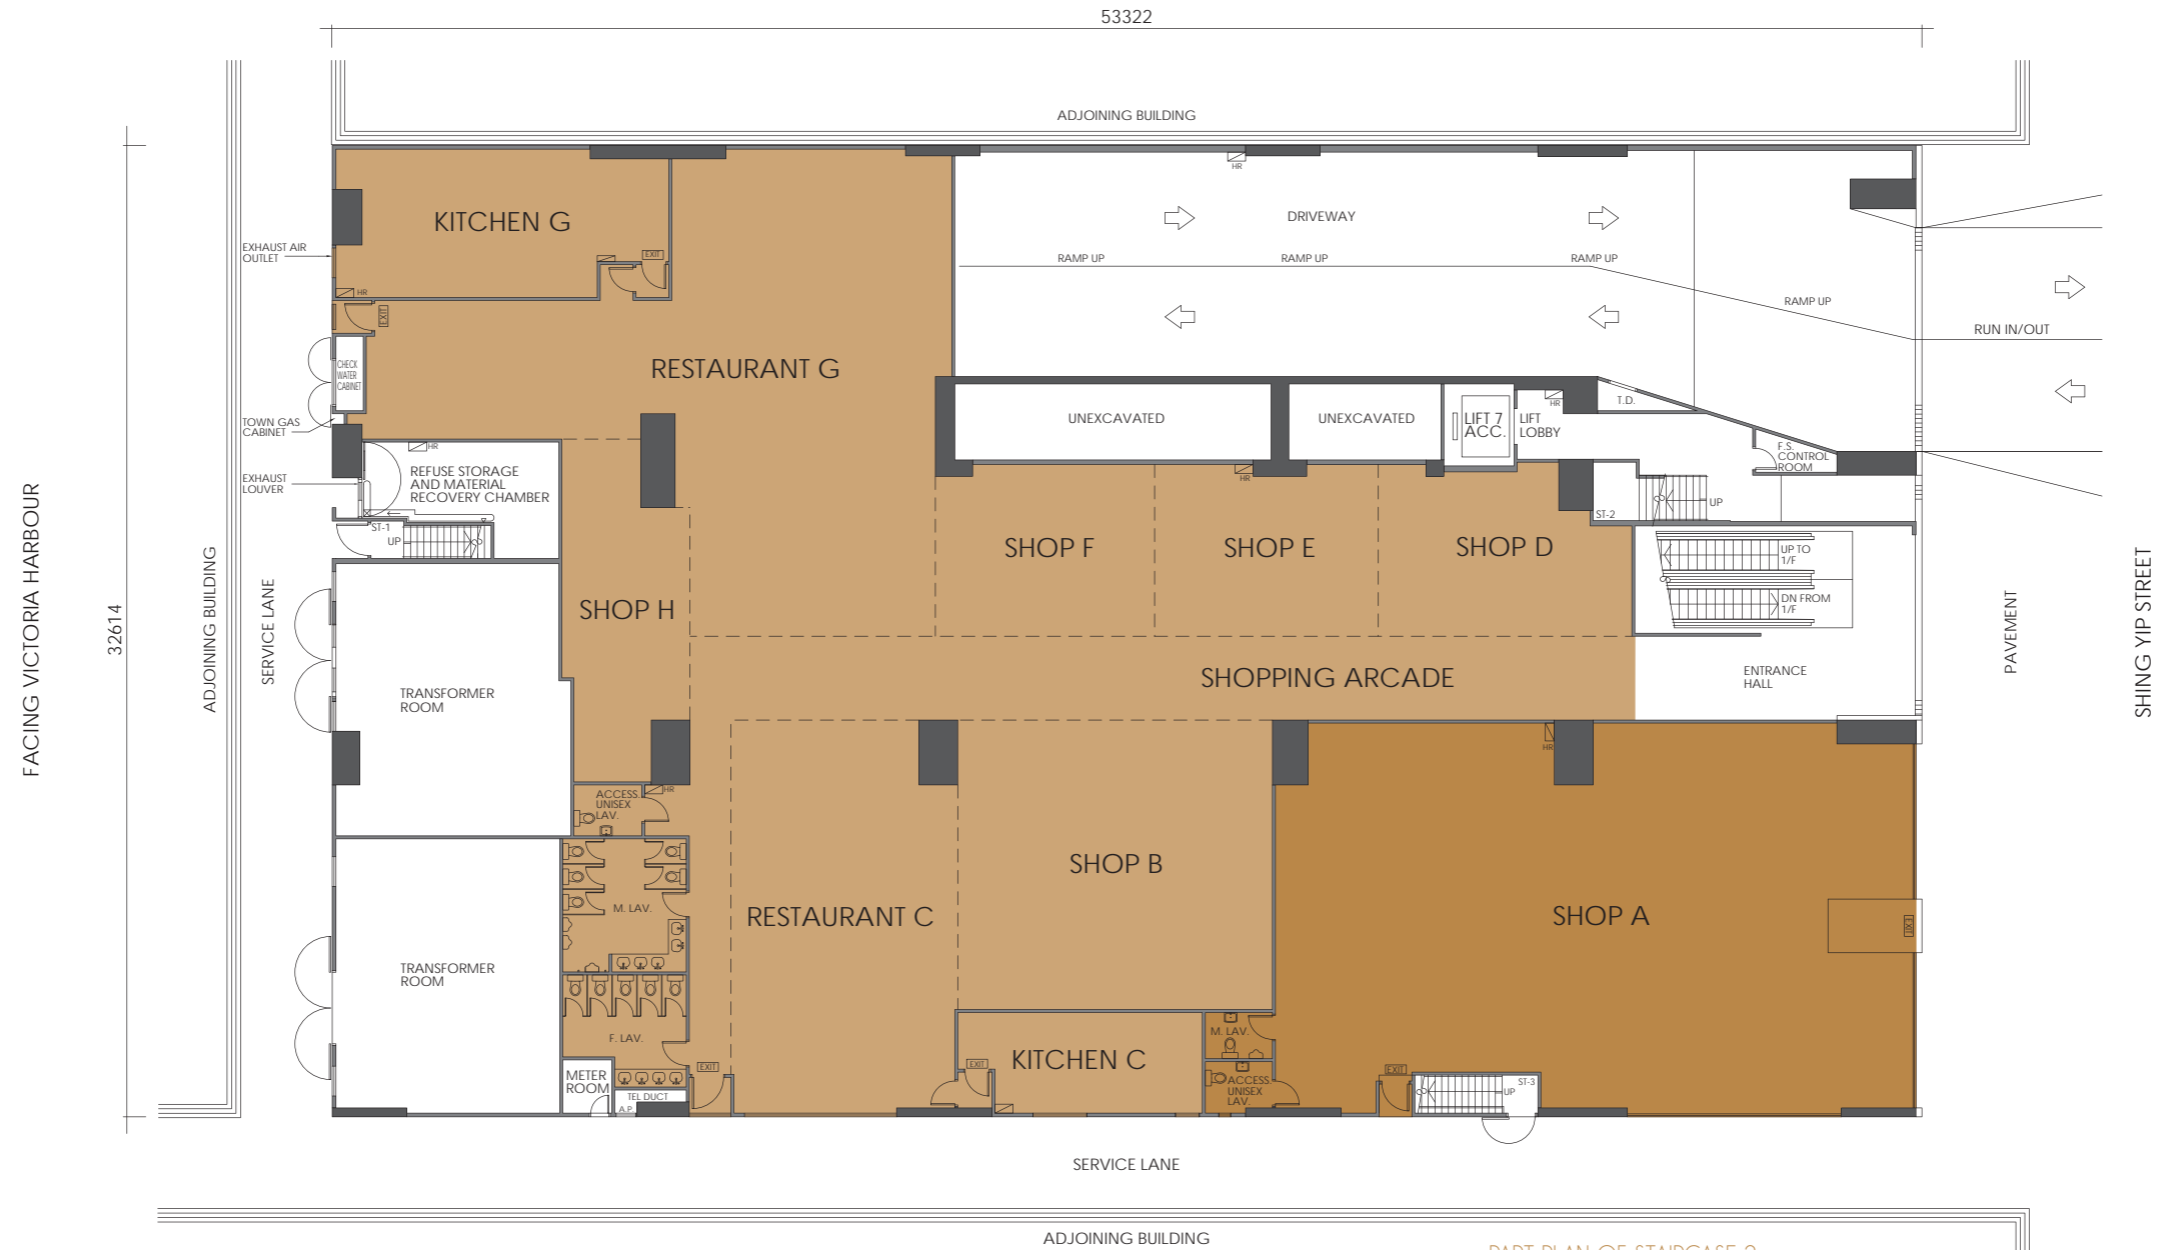 53322
ADJOINING BUILDING
KITCHEN G
EXIT
HR
HR
DRIVEWAY
RAMP UP
RAMP UP
RAMP UP
RAMP UP
RUN IN/OUT
EXHAUST AIR
OUTLET
EXIT
CHECK
WATER
CABINET
RESTAURANT G
TOWN GAS
CABINET
UNEXCAVATED
UNEXCAVATED
LIFT 7
ACC.
LIFT
LOBBY
HR
T.D.
F.S.
CONTROL
ROOM
HR
REFUSE STORAGE
AND MATERIAL
RECOVERY CHAMBER
EXHAUST
LOUVER
HR
ST-1
UP
ST-2
UP
FACING VICTORIA HARBOUR
32614
ADJOINING BUILDING
SERVICE LANE
SHOP F
SHOP E
SHOP D
UP TO
1/F
DN FROM
1/F
SHOP H
PAVEMENT
SHING YIP STREET
SHOPPING ARCADE
ENTRANCE
HALL
TRANSFORMER
ROOM
HR
ACCESS.
UNISEX
LAV.
HR
SHOP B
M. LAV.
RESTAURANT C
SHOP A
EXIT
TRANSFORMER
ROOM
F. LAV.
M. LAV.
KITCHEN C
EXIT
EXIT
EXIT
METER
ROOM
TEL DUCT
A.P.
ACCESS.
UNISEX
LAV.
ST-3
UP
SERVICE LANE
ADJOINING BUILDING
PART PLAN OF STAIRCASE 2